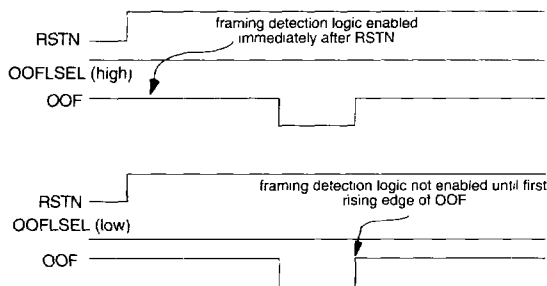 framing detection logic enabled
immediately after RSTN
RSTN
OOFLSEL (high)
OOF
framing detection logic not enabled until first
rising edge of OOF
RSTN
OOFLSEL (low)
OOF